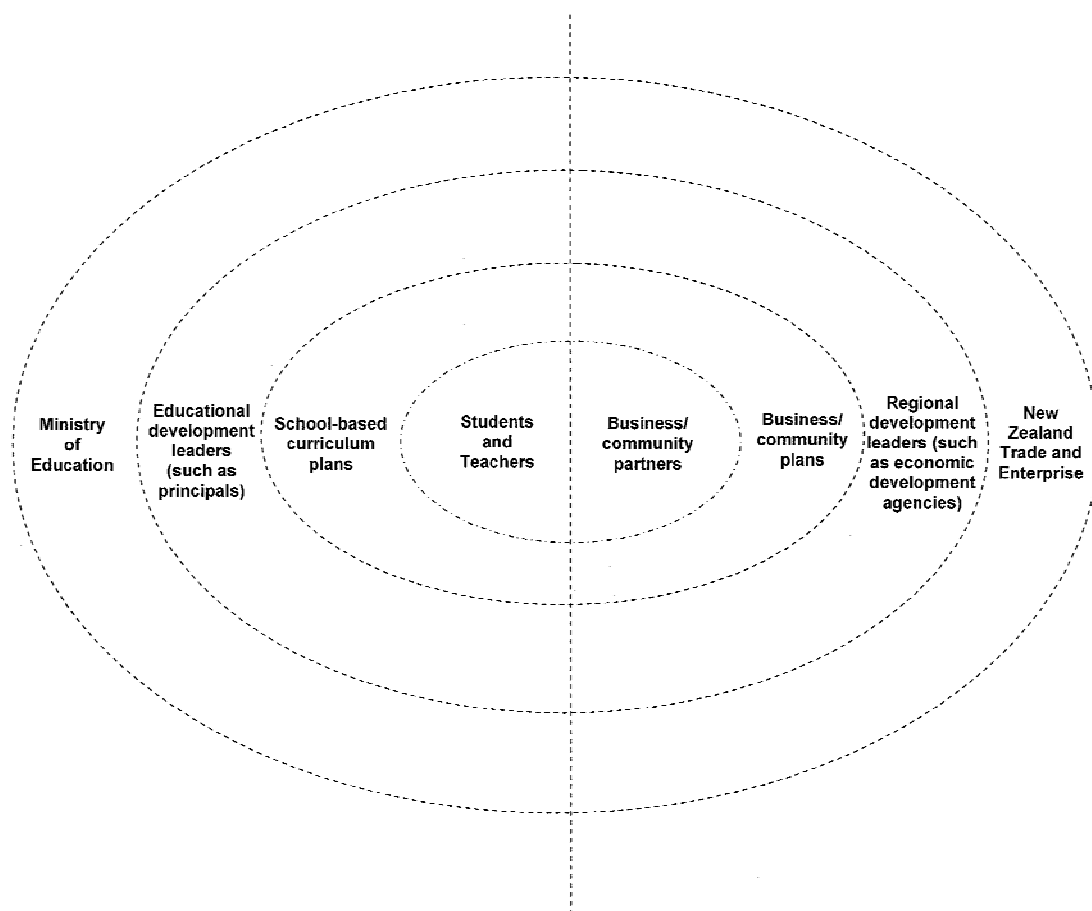 Ministry
of
Education
Educational
development
leaders
(such as
principals)
School-based
curriculum
plans
Students
and
Teachers
Business/
community
partners
Business/
community
plans
Regional
development
leaders (such
as economic
development
agencies)
New
Zealand
Trade and
Enterprise